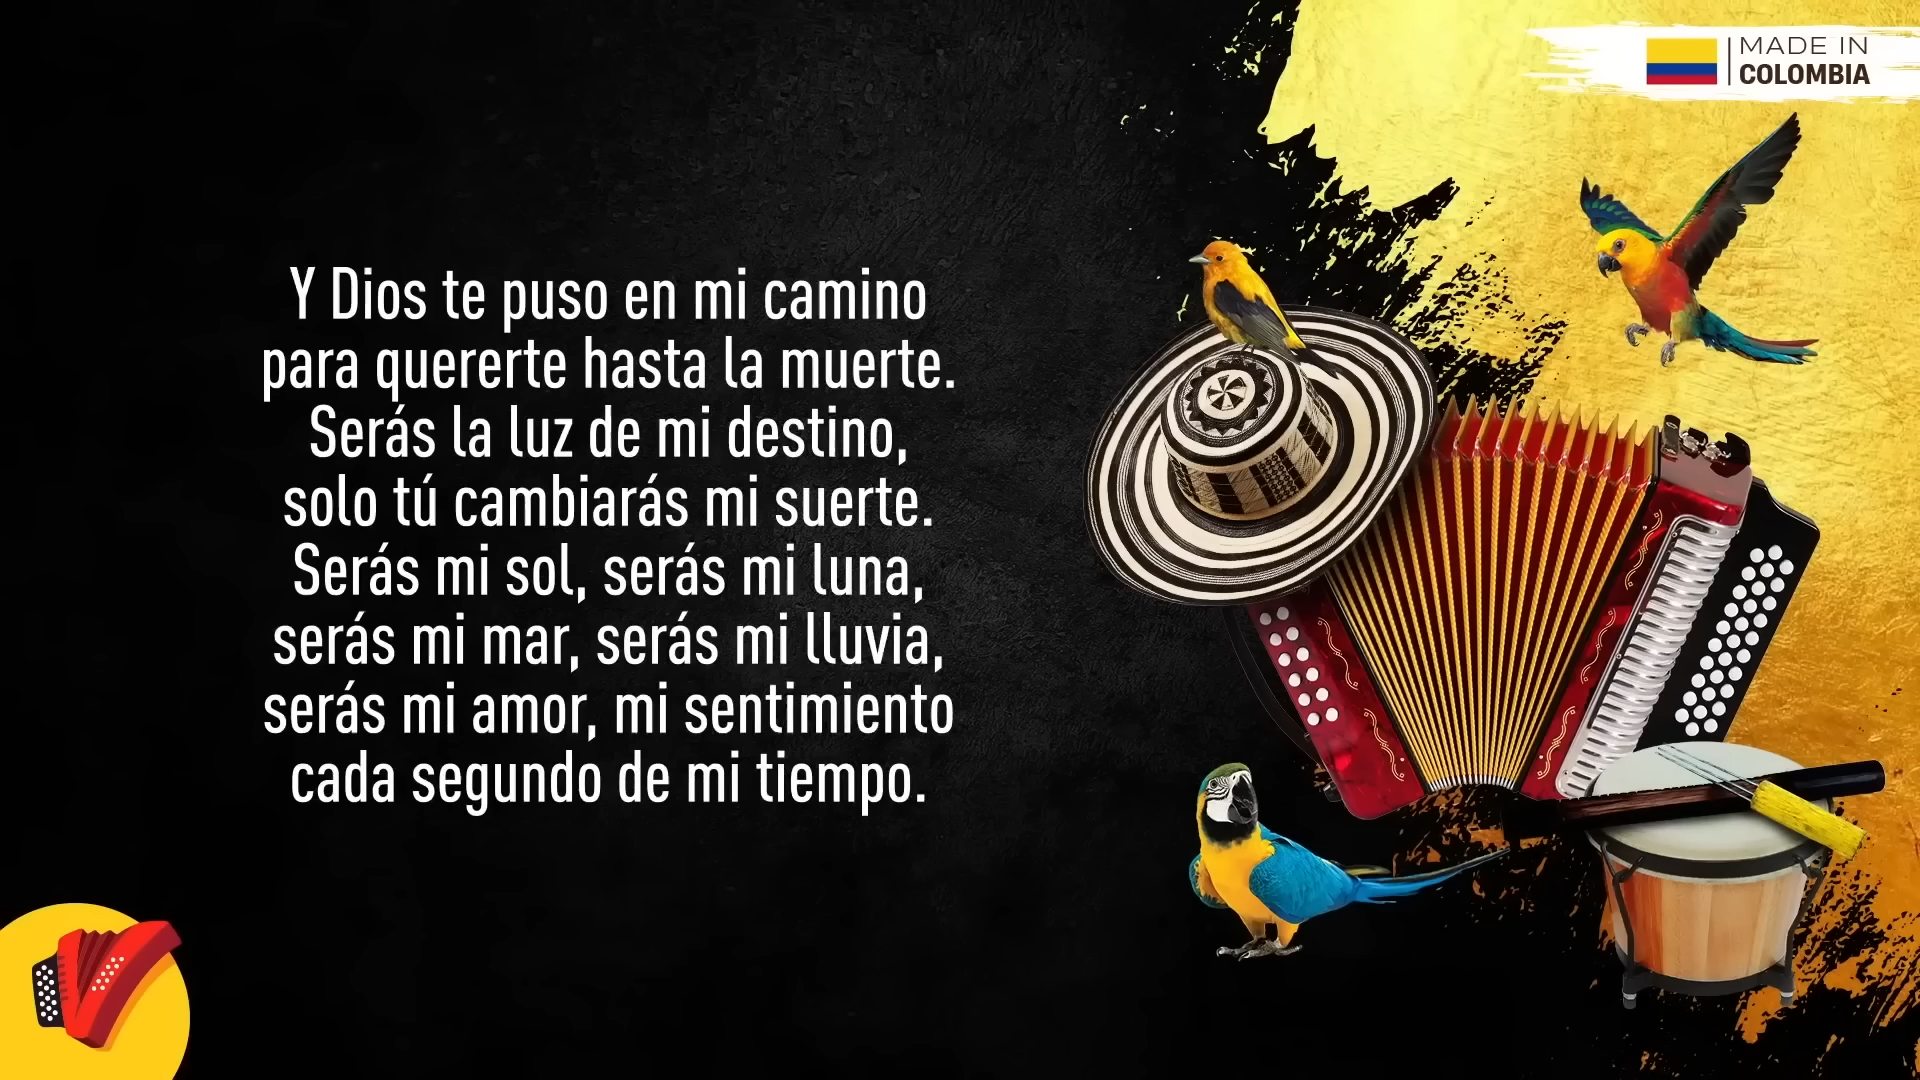 MADE IN
COLOMBIA
Y Dios te puso en mi camino
para quererte hasta la muerte.
Serás la luz de mi destino,
solo tú cambiarás mi suerte.
Serás mi sol, serás mi luna,
serás mi mar, serás mi lluvia,
serás mi amor, mi sentimiento
cada segundo de mi tiempo.